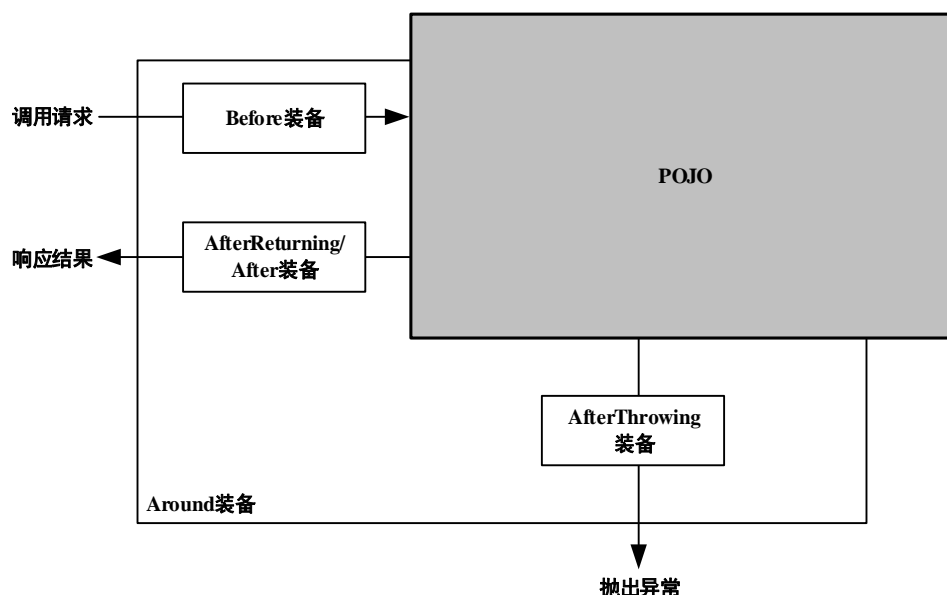 调用请求
Before装备
POJO
响应结果
AfterReturning/
After装备
AfterThrowing
装备
Around装备
抛出异常